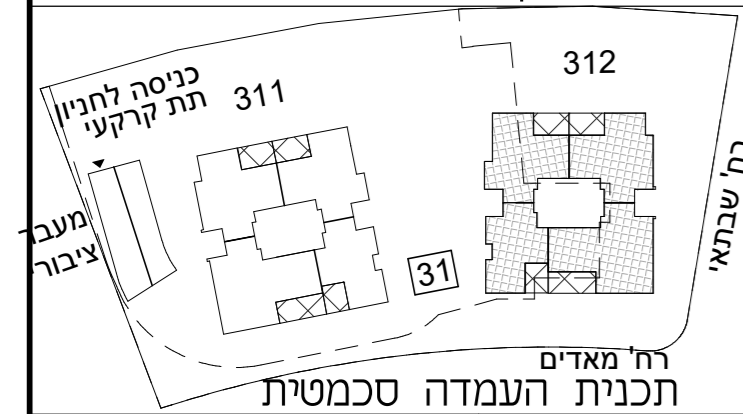 312
311
כניסה לחניון
תת קרקעי
רח' שבתאי
מעבר
ציבורי
31
רח' מאדים
תכנית העמדה סכמטית